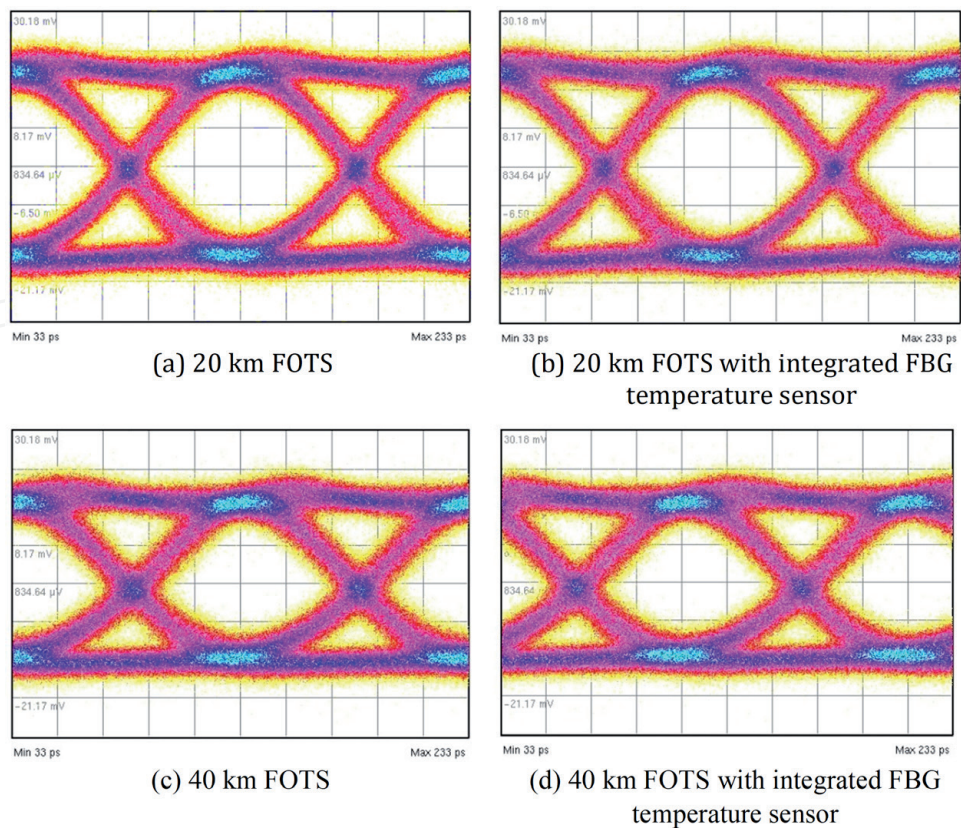 30.18 mV
8.17 mV
834.64 µV
−6.50 mV
−21.17 mV
Min 33 ps
Max 233 ps
(a) 20 km FOTS
30.18 mV
8.17 mV
834.64 µV
−6.50 mV
−21.17 mV
Min 33 ps
Max 233 ps
(b) 20 km FOTS with integrated FBG
temperature sensor
30.18 mV
8.17 mV
834.64 µV
−21.17 mV
Min 33 ps
Max 233 ps
(c) 40 km FOTS
30.18 mV
834.64
−21.17 mV
Min 33 ps
Max 233 ps
(d) 40 km FOTS with integrated FBG
temperature sensor